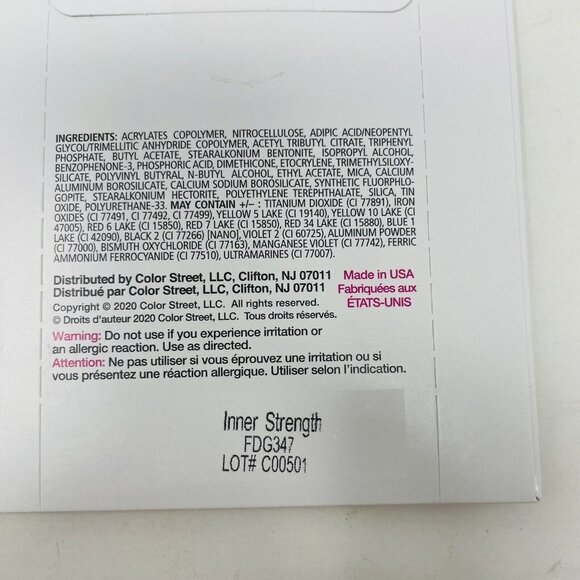 INGREDIENTS: ACRYLATES COPOLYMER, NITROCELLULOSE, ADIPIC ACID/NEOPENTYL
GLYCOL/TRIMELLITIC ANHYDRIDE COPOLYMER, ACETYL TRIBUTYL CITRATE, TRIPHENYL
PHOSPHATE, BUTYL ACETATE, STEARALKONIUM BENTONITE, ISOPROPYL ALCOHOL,
BENZOPHENONE-3, PHOSPHORIC ACID, DIMETHICONE, ETOCRYLENE, TRIMETHYLSILOXY-
SILICATE, POLYVINYL BUTYRAL, N-BUTYL ALCOHOL, ETHYL ACETATE, MICA, CALCIUM
ALUMINUM BOROSILICATE, CALCIUM SODIUM BOROSILICATE, SYNTHETIC FLUORPHLO-
GOPITE, STEARALKONIUM HECTORITE, POLYETHYLENE TEREPHTHALATE, SILICA, TIN
OXIDE, POLYURETHANE-33. MAY CONTAIN +/– : TITANIUM DIOXIDE (CI 77891), IRON
OXIDES (CI 77491, CI 77492, CI 77499), YELLOW 5 LAKE (CI 19140), YELLOW 10 LAKE (CI
47005), RED 6 LAKE (CI 15850), RED 7 LAKE (CI 15850), RED 34 LAKE (CI 15880), BLUE 1
LAKE (CI 42090), BLACK 2 (CI 77266) [NANO], VIOLET 2 (CI 60725), ALUMINUM POWDER
(CI 77000), BISMUTH OXYCHLORIDE (CI 77163), MANGANESE VIOLET (CI 77742), FERRIC
AMMONIUM FERROCYANIDE (CI 77510), ULTRAMARINES (CI 77007).
Distributed by Color Street, LLC, Clifton, NJ 07011
Distribué par Color Street, LLC, Clifton, NJ 07011
Made in USA
Fabriquées aux
ÉTATS-UNIS
Copyright © 2020 Color Street, LLC. All rights reserved.
© Droits d'auteur 2020 Color Street, LLC. Tous droits réservés.
Warning: Do not use if you experience irritation or
an allergic reaction. Use as directed.
Attention: Ne pas utiliser si vous éprouvez une irritation ou si
vous présentez une réaction allergique. Utiliser selon l'indication.
Inner Strength
FDG347
LOT# C00501